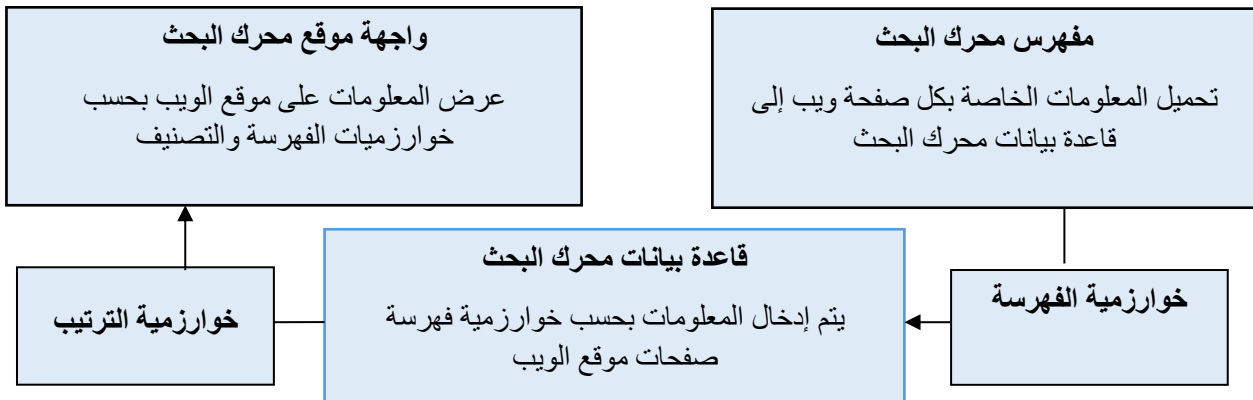 مفهرس محرك البحث
تحميل المعلومات الخاصة بكل صفحة ويب إلى
قاعدة بيانات محرك البحث
خوارزمية الفهرسة
قاعدة بيانات محرك البحث
يتم إدخال المعلومات بحسب خوارزمية فهرسة
صفحات موقع الويب
خوارزمية الترتيب
واجهة موقع محرك البحث
عرض المعلومات على موقع الويب بحسب
خوارزميات الفهرسة والتصنيف